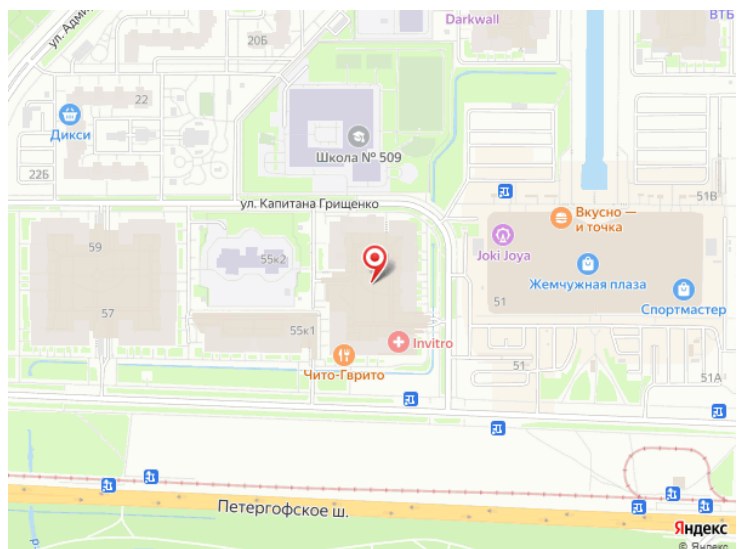 ул. Адми
20Б
Darkwall
ВТБ
22
Дикси
22Б
Школа № 509
ул. Капитана Грищенко
51В
Вкусно —
и точка
Joki Joya
59
55к2
Жемчужная плаза
57
51
Спортмастер
55к1
Invitro
Чито-Гврито
51
51А
Петергофское ш.
Яндекс
© Яндекс